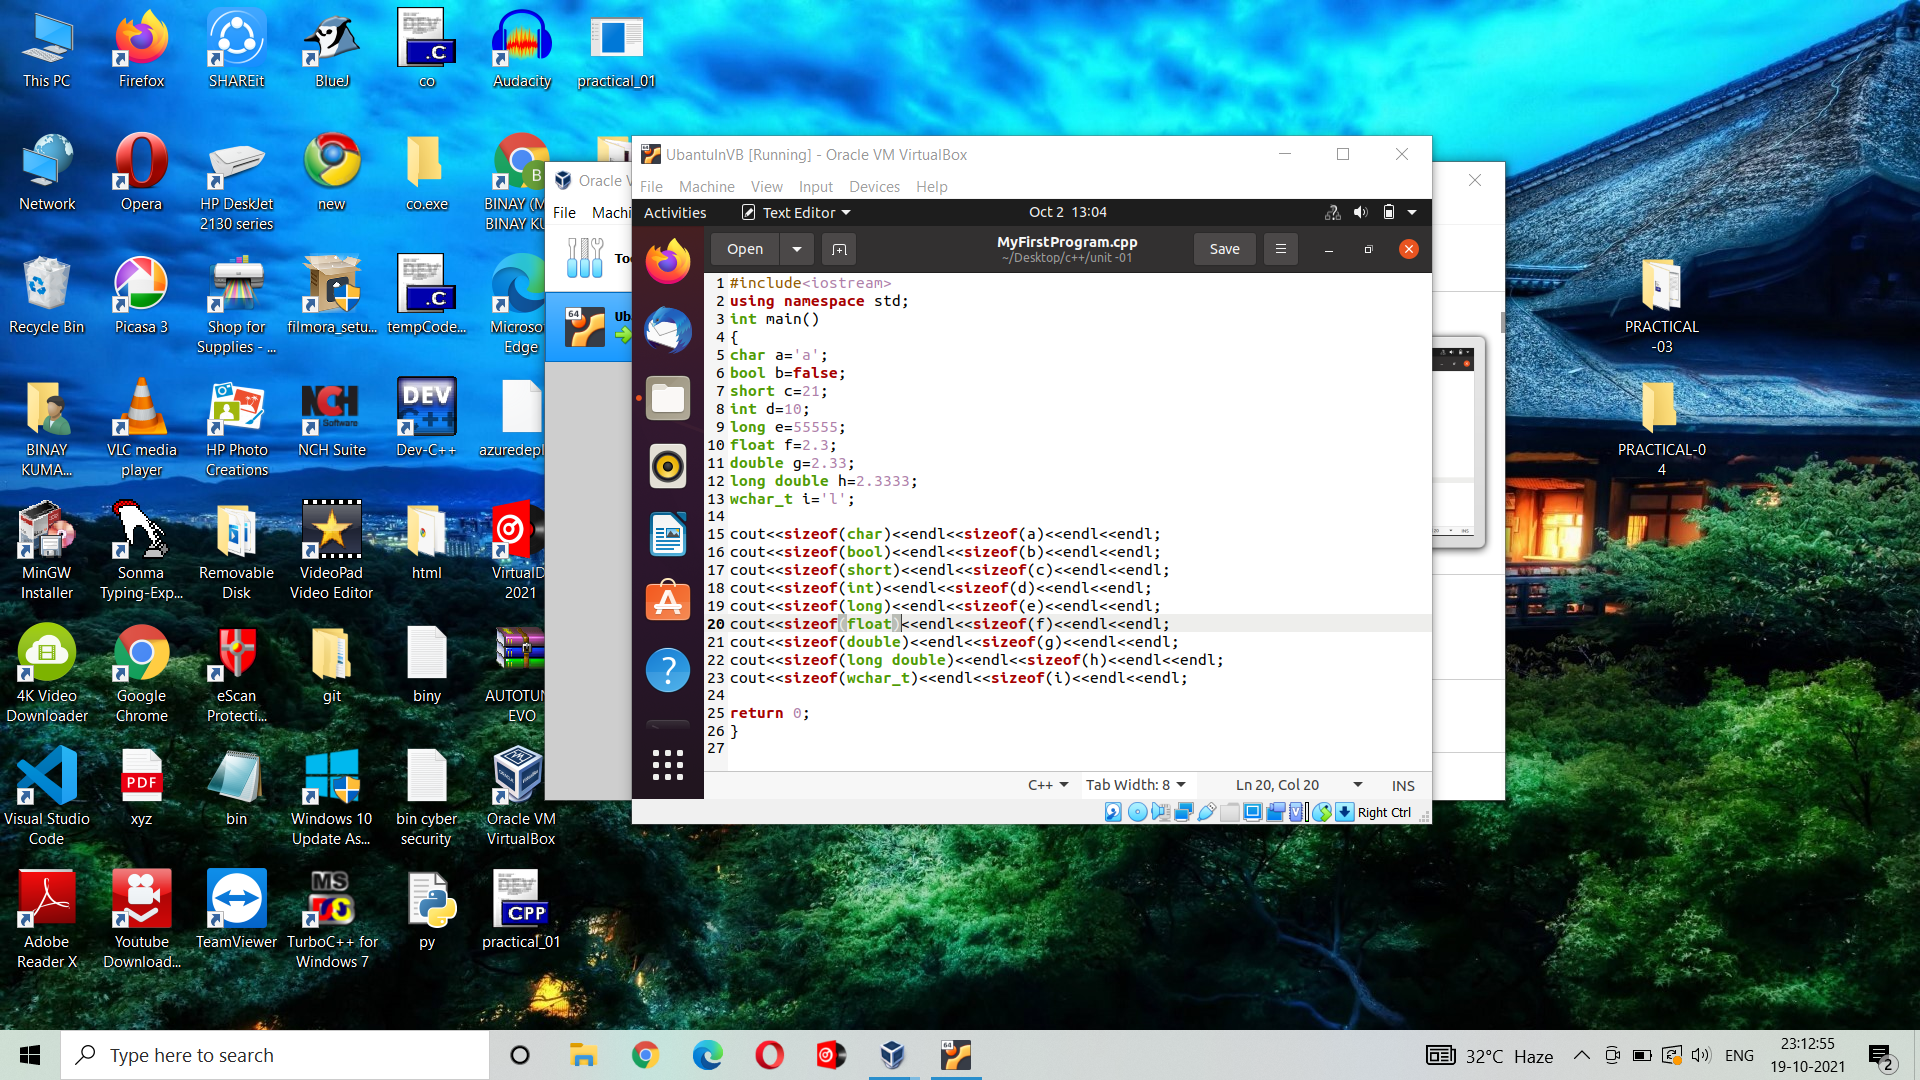 This PC
Firefox
SHAREit
BlueJ
co
Audacity
practical_01
Network
Opera
HP DeskJet
2130 series
new
co.exe
BINAY
BINAY
Recycle Bin
Picasa 3
Shop for
Supplies - ...
filmora_setu...
tempCode...
Edge
BINAY
KUMA...
VLC media
player
HP Photo
Creations
NCH Suite
Dev-C++
azuredepl
MinGW
Installer
Sonma
Typing-Exp...
Removable
Disk
VideoPad
Video Editor
html
VirtualD
2021
4K Video
Downloader
Google
Chrome
eScan
Protecti...
git
biny
AUTOTUN
EVO
Visual Studio
Code
xyz
bin
Windows 10
Update As...
bin cyber
security
Oracle VM
VirtualBox
Adobe
Reader X
Youtube
Download...
TeamViewer
TurboC++ for
Windows 7
py
practical_01
PRACTICAL
-03
PRACTICAL-0
4
Oracle V
File Machi
UbantuInVB [Running] - Oracle VM VirtualBox
File Machine View Input Devices Help
Activities Text Editor Oct 2 13:04
Open MyFirstProgram.cpp Save
~/Desktop/c++/unit -01
1 #include<iostream>
2 using namespace std;
3 int main()
4 {
5 char a='a';
6 bool b=false;
7 short c=21;
8 int d=10;
9 long e=55555;
10 float f=2.3;
11 double g=2.33;
12 long double h=2.3333;
13 wchar_t i='l';
14
15 cout<<sizeof(char)<<endl<<sizeof(a)<<endl<<endl;
16 cout<<sizeof(bool)<<endl<<sizeof(b)<<endl<<endl;
17 cout<<sizeof(short)<<endl<<sizeof(c)<<endl<<endl;
18 cout<<sizeof(int)<<endl<<sizeof(d)<<endl<<endl;
19 cout<<sizeof(long)<<endl<<sizeof(e)<<endl<<endl;
20 cout<<sizeof(float)<<endl<<sizeof(f)<<endl<<endl;
21 cout<<sizeof(double)<<endl<<sizeof(g)<<endl<<endl;
22 cout<<sizeof(long double)<<endl<<sizeof(h)<<endl<<endl;
23 cout<<sizeof(wchar_t)<<endl<<sizeof(i)<<endl<<endl;
24
25 return 0;
26 }
27
C++ Tab Width: 8 Ln 20, Col 20 INS
Right Ctrl
Type here to search
32°C Haze ENG 23:12:55
19-10-2021
2